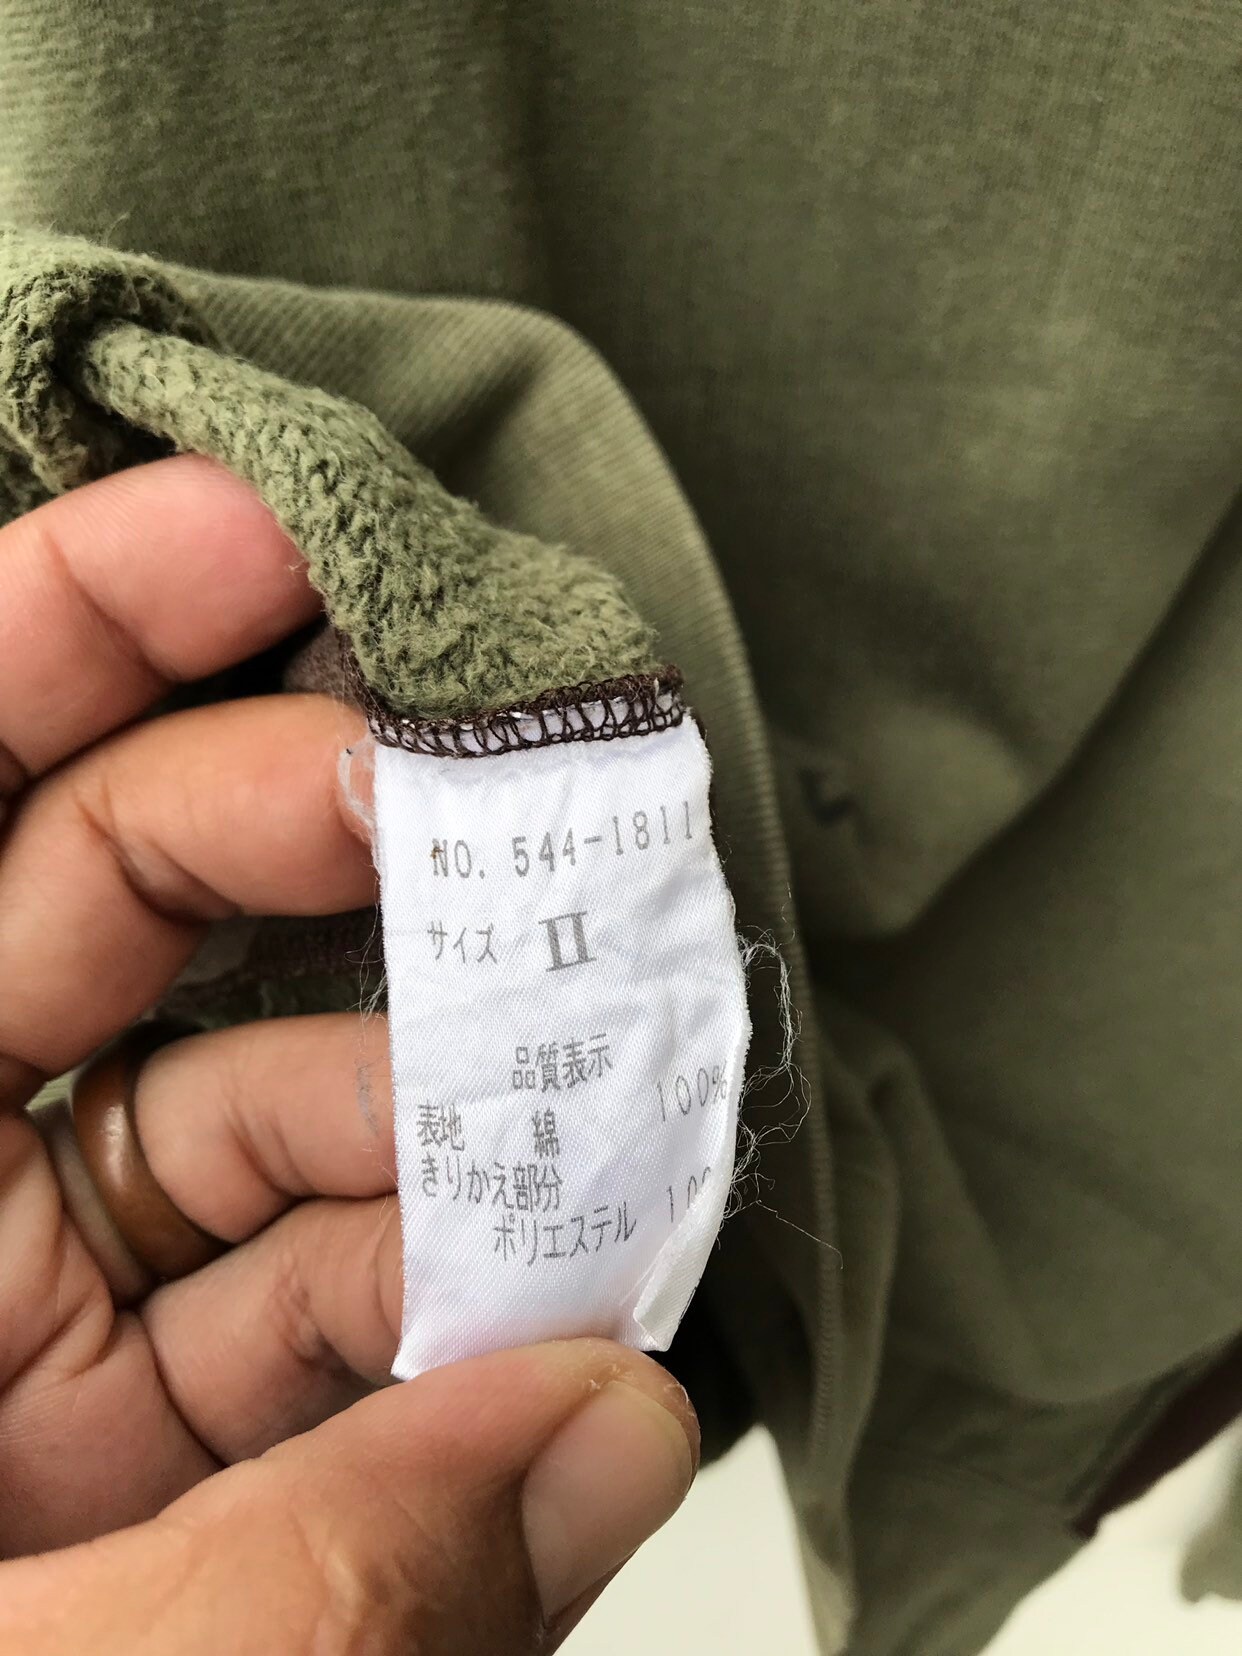 NO. 544-1811
サイズ II
品質表示
表地 綿 100%
きりかえ部分
ポリエステル